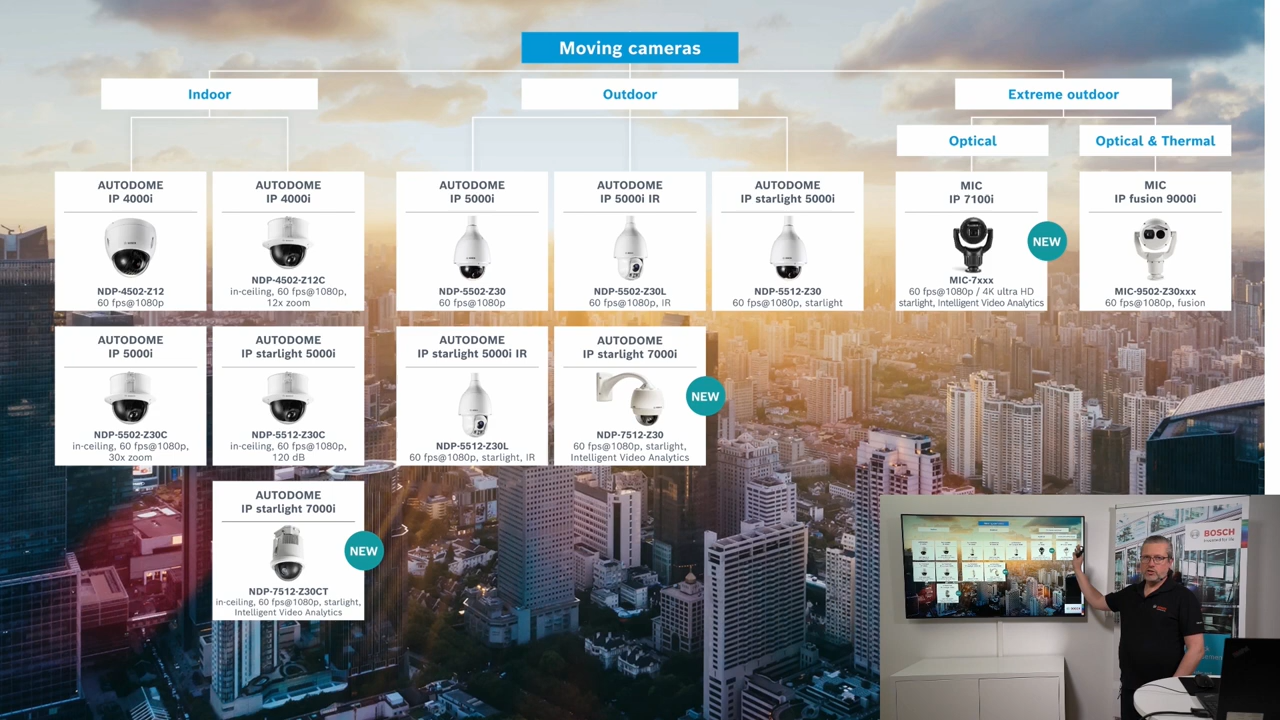 Moving cameras
Indoor
Outdoor
Extreme outdoor
Optical
Optical & Thermal
AUTODOME
IP 4000i
NDP-4502-Z12
60 fps@1080p
AUTODOME
IP 4000i
NDP-4502-Z12C
in-ceiling, 60 fps@1080p,
12x zoom
AUTODOME
IP 5000i
NDP-5502-Z30
60 fps@1080p
AUTODOME
IP 5000i IR
NDP-5502-Z30L
60 fps@1080p, IR
AUTODOME
IP starlight 5000i
NDP-5512-Z30
60 fps@1080p, starlight
MIC
IP 7100i
NEW
MIC-7xxx
60 fps@1080p / 4K ultra HD
starlight, Intelligent Video Analytics
MIC
IP fusion 9000i
MIC-9502-Z30xxx
60 fps@1080p, fusion
AUTODOME
IP 5000i
NDP-5502-Z30C
in-ceiling, 60 fps@1080p,
30x zoom
AUTODOME
IP starlight 5000i
NDP-5512-Z30C
in-ceiling, 60 fps@1080p,
120 dB
AUTODOME
IP starlight 5000i IR
NDP-5512-Z30L
60 fps@1080p, starlight, IR
AUTODOME
IP starlight 7000i
NEW
NDP-7512-Z30
60 fps@1080p, starlight,
Intelligent Video Analytics
AUTODOME
IP starlight 7000i
NEW
NDP-7512-Z30CT
in-ceiling, 60 fps@1080p, starlight,
Intelligent Video Analytics
BOSCH